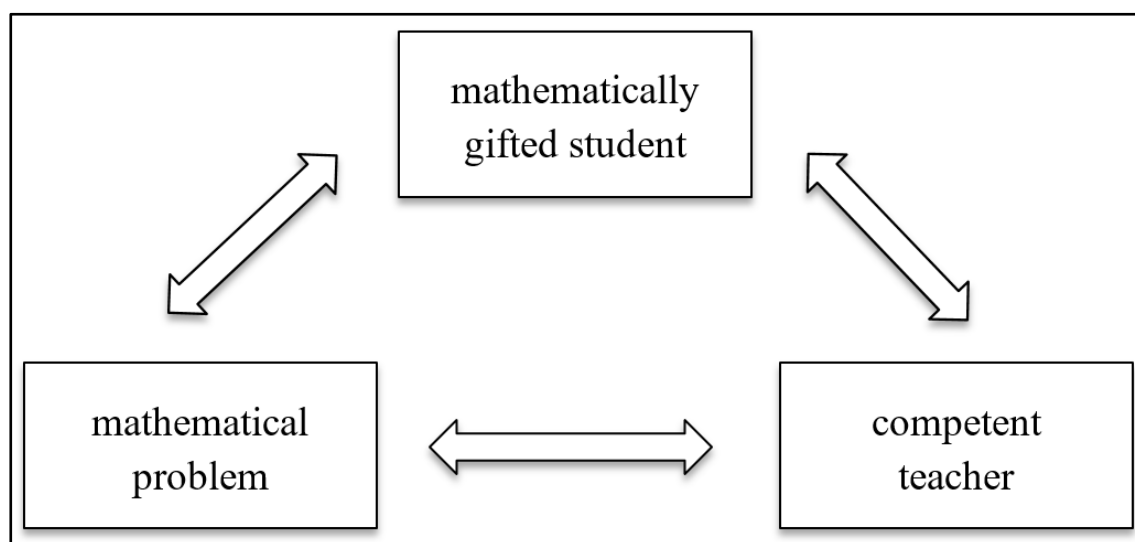 mathematically
gifted student
mathematical
problem
competent
teacher